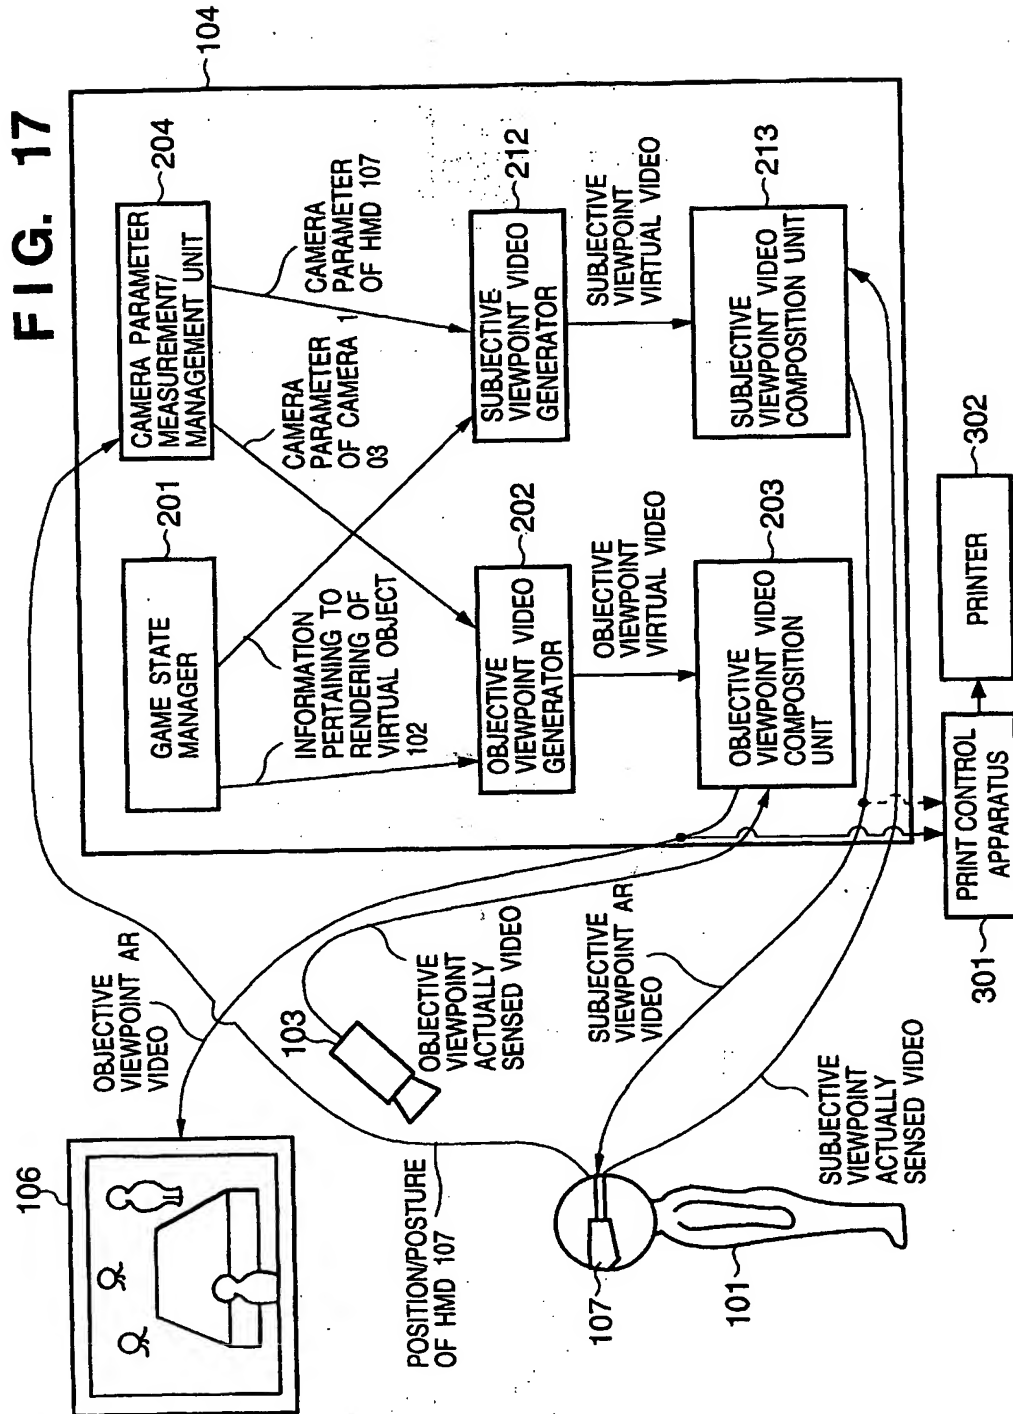 FIG. 17
104
CAMERA PARAMETER
MEASUREMENT/
MANAGEMENT UNIT
204
GAME STATE
MANAGER
201
CAMERA
PARAMETER
OF HMD 107
CAMERA
PARAMETER
OF CAMERA 1
03
INFORMATION
PERTAINING TO
RENDERING OF
VIRTUAL OBJECT
102
SUBJECTIVE
VIEWPOINT VIDEO
GENERATOR
212
OBJECTIVE
VIEWPOINT VIDEO
GENERATOR
202
SUBJECTIVE
VIEWPOINT
VIRTUAL VIDEO
OBJECTIVE
VIEWPOINT
VIRTUAL VIDEO
SUBJECTIVE
VIEWPOINT VIDEO
COMPOSITION UNIT
213
OBJECTIVE
VIEWPOINT VIDEO
COMPOSITION
UNIT
203
PRINTER
302
PRINT CONTROL
APPARATUS
301
106
OBJECTIVE
VIEWPOINT AR
VIDEO
103
OBJECTIVE
VIEWPOINT
ACTUALLY
SENSED VIDEO
POSITION/POSTURE
OF HMD 107
SUBJECTIVE
VIEWPOINT AR
VIDEO
SUBJECTIVE
VIEWPOINT
ACTUALLY
SENSED VIDEO
107
101